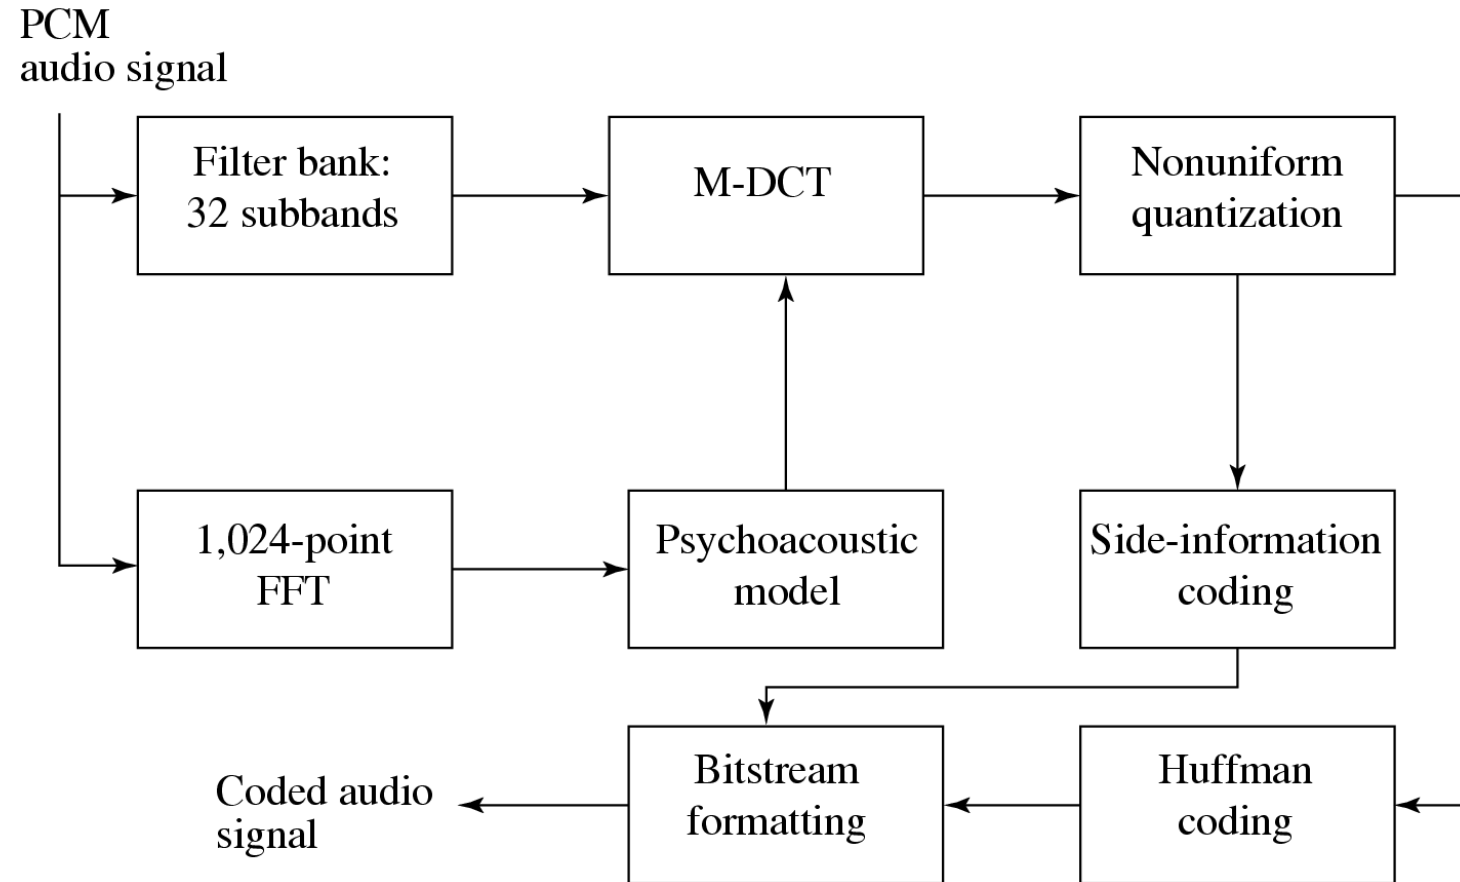 PCM
audio signal
Filter bank:
32 subbands
M-DCT
Nonuniform
quantization
1,024-point
FFT
Psychoacoustic
model
Side-information
coding
Coded audio
signal
Bitstream
formatting
Huffman
coding